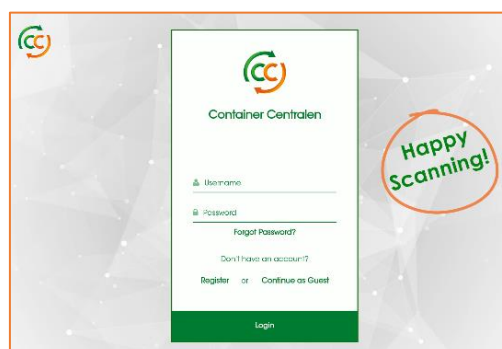 CC
CC
Container Centralen
Happy
Scanning!
Username
Password
Forgot Password?
Don't have an account?
Register or Continue as Guest
Login